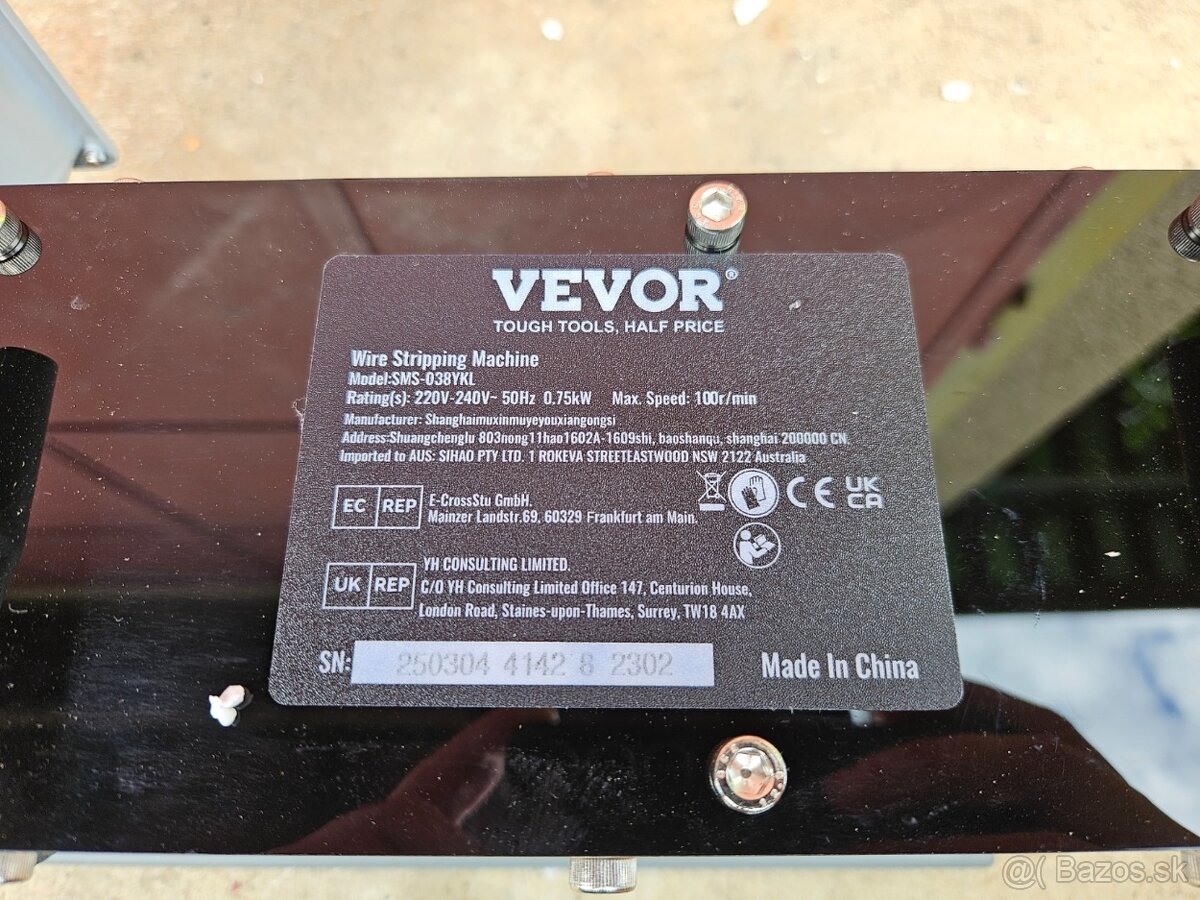 VEVOR®
TOUGH TOOLS, HALF PRICE
Wire Stripping Machine
Model:SMS-038YKL
Rating(s): 220V-240V~ 50Hz 0.75kW Max. Speed: 100r/min
Manufacturer: Shanghaimuxinmuyeyouxiangongsi
Address:Shuangchenglu 803nong11hao1602A-1609shi, baoshanqu, shanghai 200000 CN.
Imported to AUS: SIHAO PTY LTD. 1 ROKEVA STREETEASTWOOD NSW 2122 Australia
EC REP
E-CrossStu GmbH.
Mainzer Landstr.69, 60329 Frankfurt am Main.
CE UK
CA
UK REP
YH CONSULTING LIMITED.
C/O YH Consulting Limited Office 147, Centurion House,
London Road, Staines-upon-Thames, Surrey, TW18 4AX
SN: 250304 4142 8 2302
Made In China
@( Bazos.sk